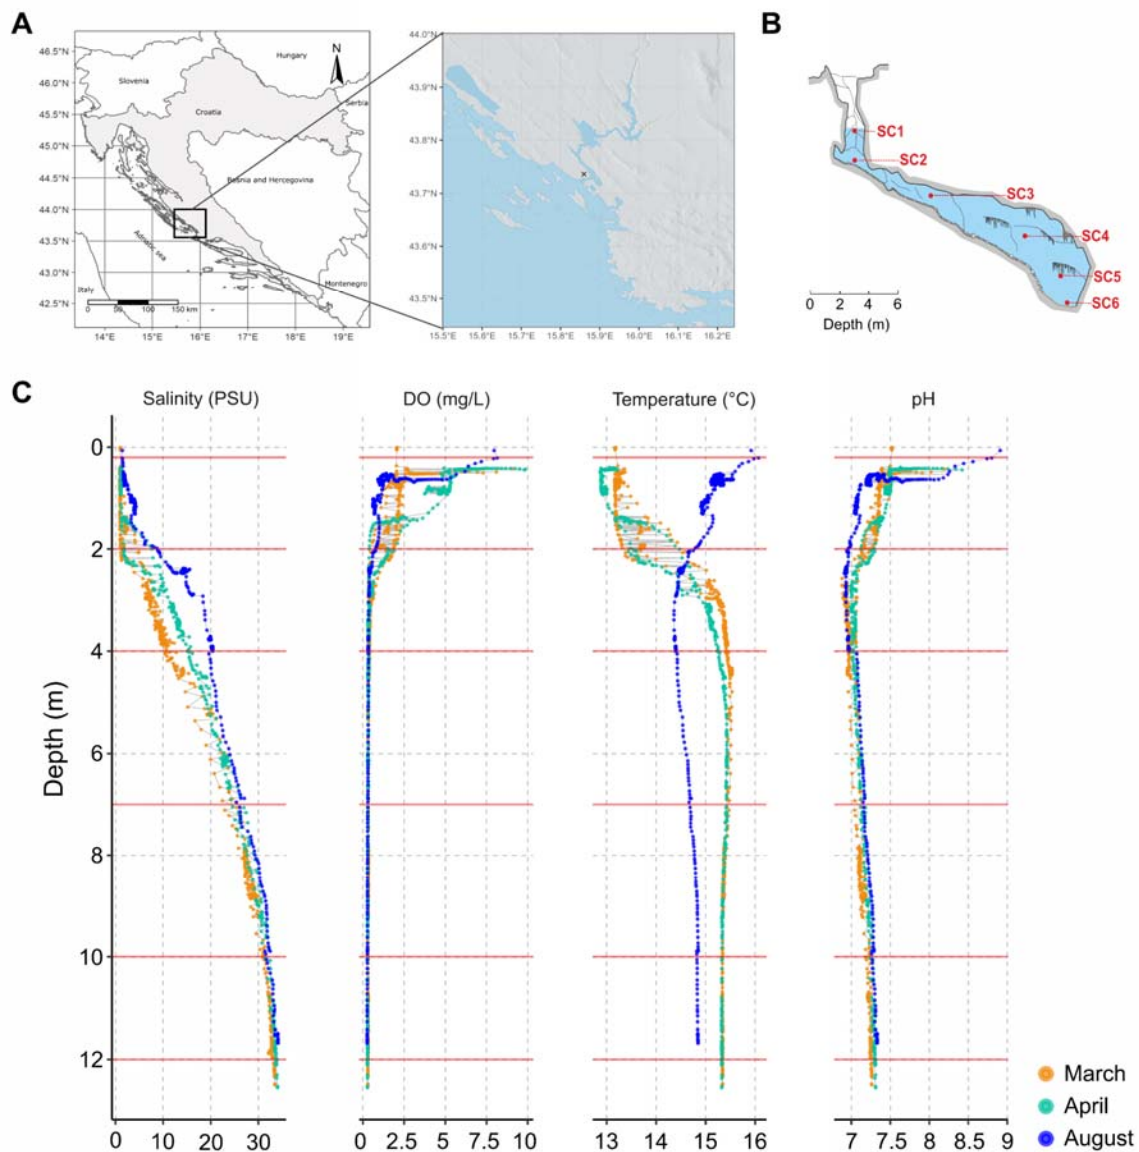 A
B
46.5°N
46.0°N
45.5°N
45.0°N
44.5°N
44.0°N
43.5°N
43.0°N
42.5°N
Hungary
N
Slovenia
Serbia
Croatia
Bosnia and Hercegovina
Adriatic sea
Montenegro
Italy
0 50 100 150 km
14°E 15°E 16°E 17°E 18°E 19°E
44.0°N
43.9°N
43.8°N
43.7°N
43.6°N
43.5°N
15.5°E 15.6°E 15.7°E 15.8°E 15.9°E 16.0°E 16.1°E 16.2°E
SC1
SC2
SC3
SC4
SC5
SC6
0 3 6
Depth (m)
C
Salinity (PSU) DO (mg/L) Temperature (°C) pH
Depth (m)
0
2
4
6
8
10
12
0 10 20 30
0 2.5 5 7.5 10
13 14 15 16
7 7.5 8 8.5 9
March
April
August